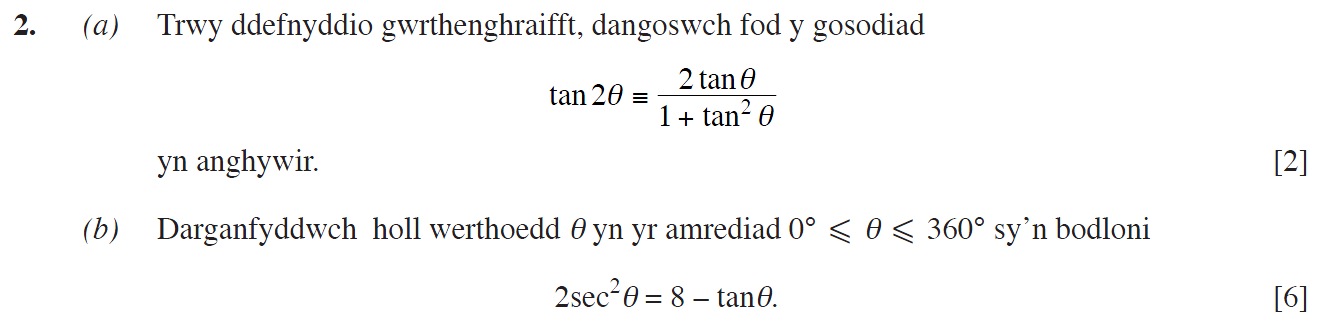 2. (a) Trwy ddefnyddio gwrthenghraifft, dangoswch fod y gosodiad
tan 2θ ≡ 2 tan θ / 1 + tan² θ
yn anghywir. [2]
(b) Darganfyddwch holl werthoedd θ yn yr amrediad 0° ⩽ θ ⩽ 360° sy’n bodloni
2sec²θ = 8 – tanθ. [6]